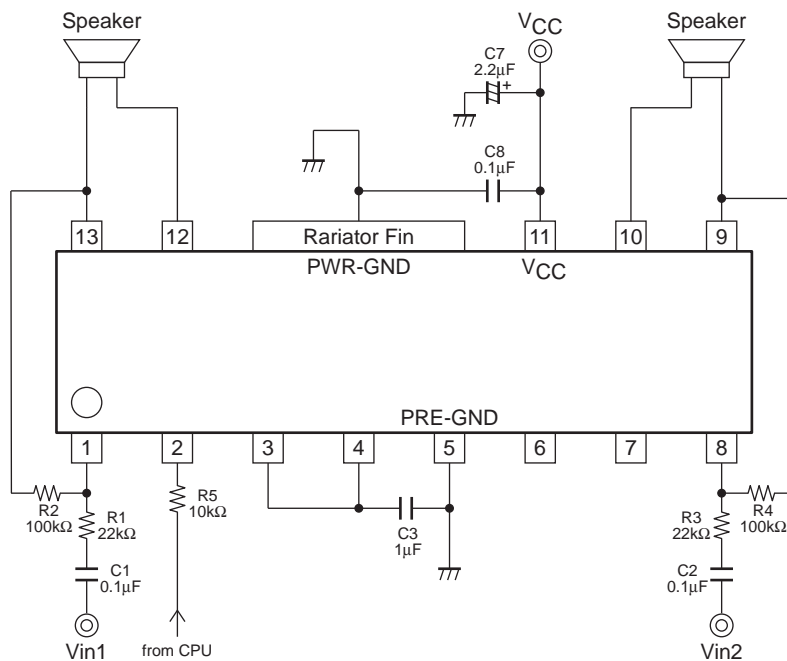 Speaker
VCC
Speaker
C7
2.2μF
+
C8
0.1μF
13
12
Rariator Fin
11
10
9
PWR-GND
VCC
PRE-GND
1
2
3
4
5
6
7
8
R2
100kΩ
R1
22kΩ
R5
10kΩ
C3
1μF
R3
22kΩ
R4
100kΩ
C1
0.1μF
C2
0.1μF
Vin1
from CPU
Vin2